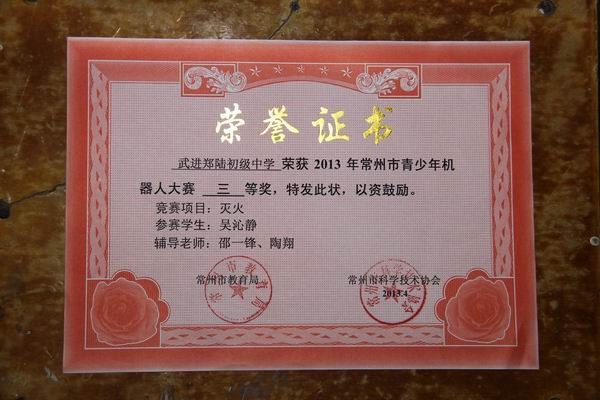 荣誉证书
武进郑陆初级中学 荣获 2013 年常州市青少年机
器人大赛 三 等奖，特发此状，以资鼓励。
竞赛项目：灭火
参赛学生：吴沁静
辅导老师：邵一锋、陶翔
常州市教育局 常州市科学技术协会
2013.4